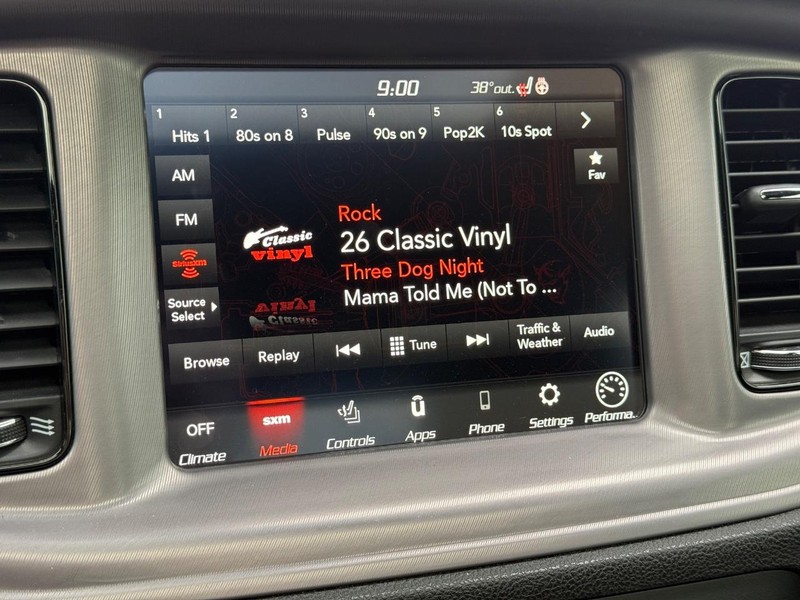 9:00 38° out.
1 2 3 4 5 6
Hits 1 80s on 8 Pulse 90s on 9 Pop2K 10s Spot
AM
Fav
FM
Rock
Classic
vinyl
26 Classic Vinyl
SiriusXM
Three Dog Night
Mama Told Me (Not To ...
Source
Select
Browse Replay Tune Traffic &
Weather Audio
OFF sxm ū
Climate Media Controls Apps Phone Settings Performa..